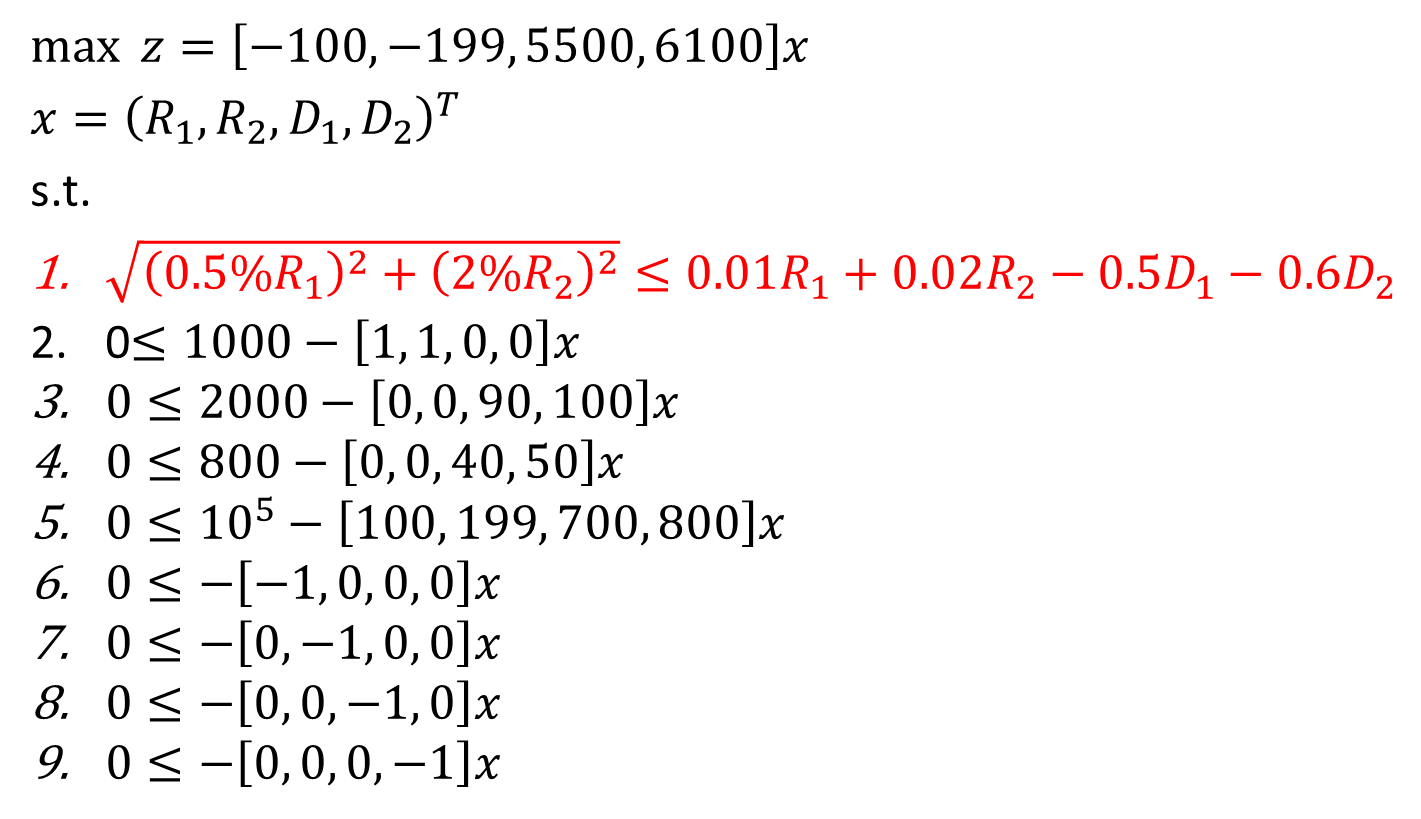 max z = [−100, −199, 5500, 6100]x
x = (R₁, R₂, D₁, D₂)ᵀ
s.t.
1. √((0.5%R₁)² + (2%R₂)²) ≤ 0.01R₁ + 0.02R₂ − 0.5D₁ − 0.6D₂
2. 0≤ 1000 − [1, 1, 0, 0]x
3. 0 ≤ 2000 − [0, 0, 90, 100]x
4. 0 ≤ 800 − [0, 0, 40, 50]x
5. 0 ≤ 10⁵ − [100, 199, 700, 800]x
6. 0 ≤ −[−1, 0, 0, 0]x
7. 0 ≤ −[0, −1, 0, 0]x
8. 0 ≤ −[0, 0, −1, 0]x
9. 0 ≤ −[0, 0, 0, −1]x